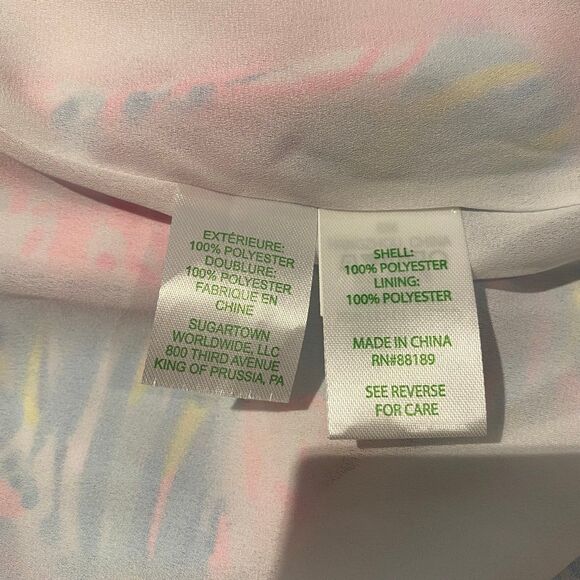 EXTÉRIEURE:
100% POLYESTER
DOUBLURE:
100% POLYESTER
FABRIQUE EN
CHINE
SUGARTOWN
WORLDWIDE, LLC
800 THIRD AVENUE
KING OF PRUSSIA, PA
SHELL:
100% POLYESTER
LINING:
100% POLYESTER
MADE IN CHINA
RN#88189
SEE REVERSE
FOR CARE